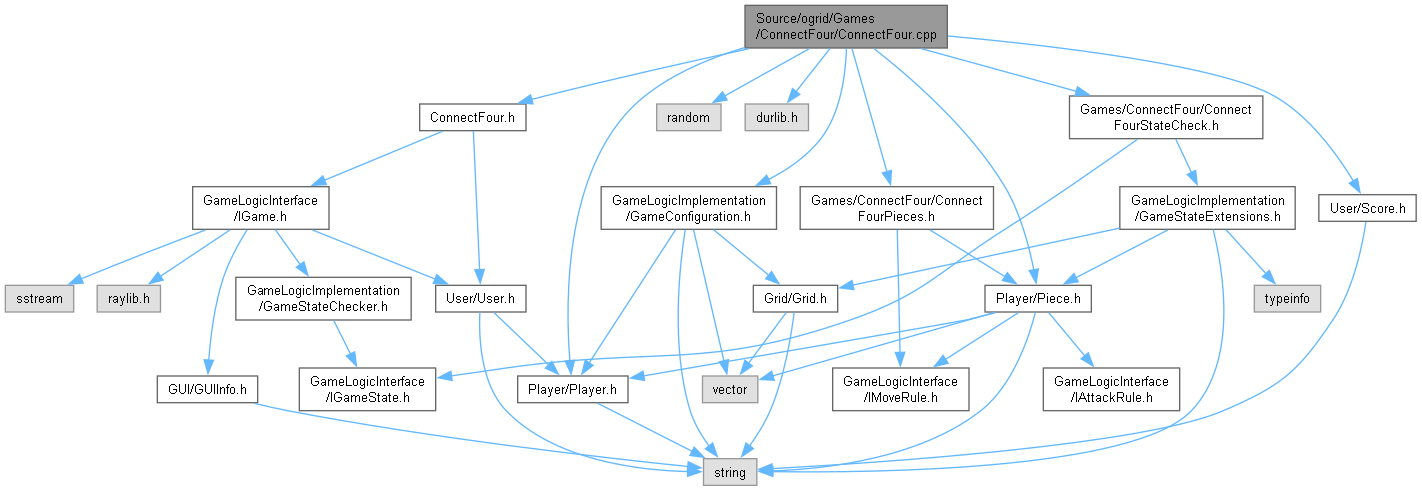 Source/ogrid/Games
/ConnectFour/ConnectFour.cpp
ConnectFour.h
random
durlib.h
Games/ConnectFour/Connect
FourStateCheck.h
GameLogicInterface
/IGame.h
GameLogicImplementation
/GameConfiguration.h
Games/ConnectFour/Connect
FourPieces.h
GameLogicImplementation
/GameStateExtensions.h
User/Score.h
sstream
raylib.h
GameLogicImplementation
/GameStateChecker.h
User/User.h
Grid/Grid.h
Player/Piece.h
typeinfo
GUI/GUIInfo.h
GameLogicInterface
/IGameState.h
Player/Player.h
vector
GameLogicInterface
/IMoveRule.h
GameLogicInterface
/IAttackRule.h
string